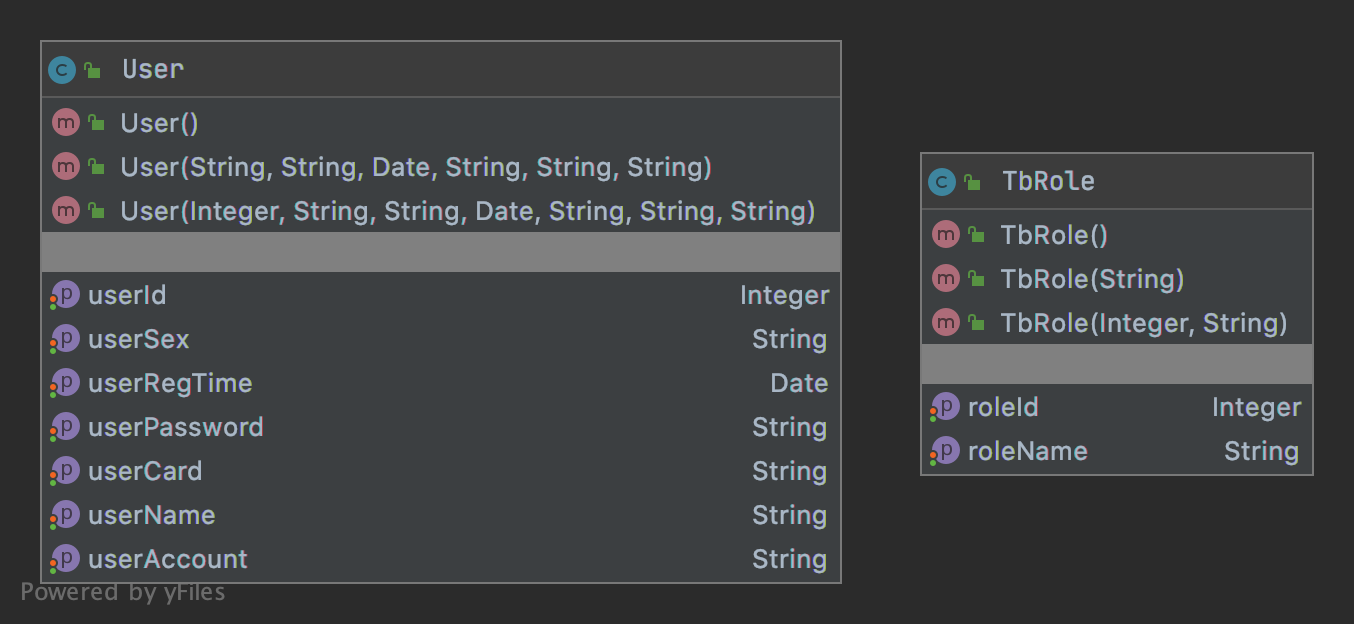 User
User()
User(String, String, Date, String, String, String)
User(Integer, String, String, Date, String, String, String)
userId Integer
userSex String
userRegTime Date
userPassword String
userCard String
userName String
userAccount String
TbRole
TbRole()
TbRole(String)
TbRole(Integer, String)
roleId Integer
roleName String
Powered by yFiles